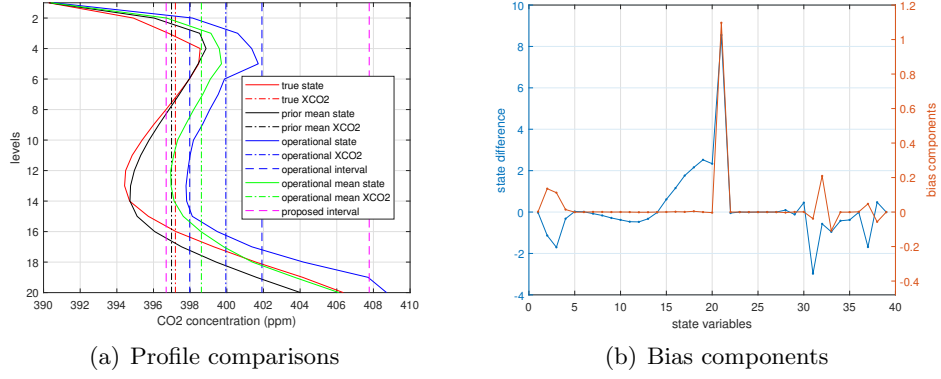 levels
2
4
6
8
10
12
14
16
18
20
390
392
394
396
398
400
402
404
406
408
410
CO2 concentration (ppm)
true state
true XCO2
prior mean state
prior mean XCO2
operational state
operational XCO2
operational interval
operational mean state
operational mean XCO2
proposed interval
(a) Profile comparisons
state difference
10
8
6
4
2
0
-2
-4
0
5
10
15
20
25
30
35
40
state variables
1.2
1
0.8
0.6
0.4
0.2
0
-0.2
-0.4
bias components
(b) Bias components